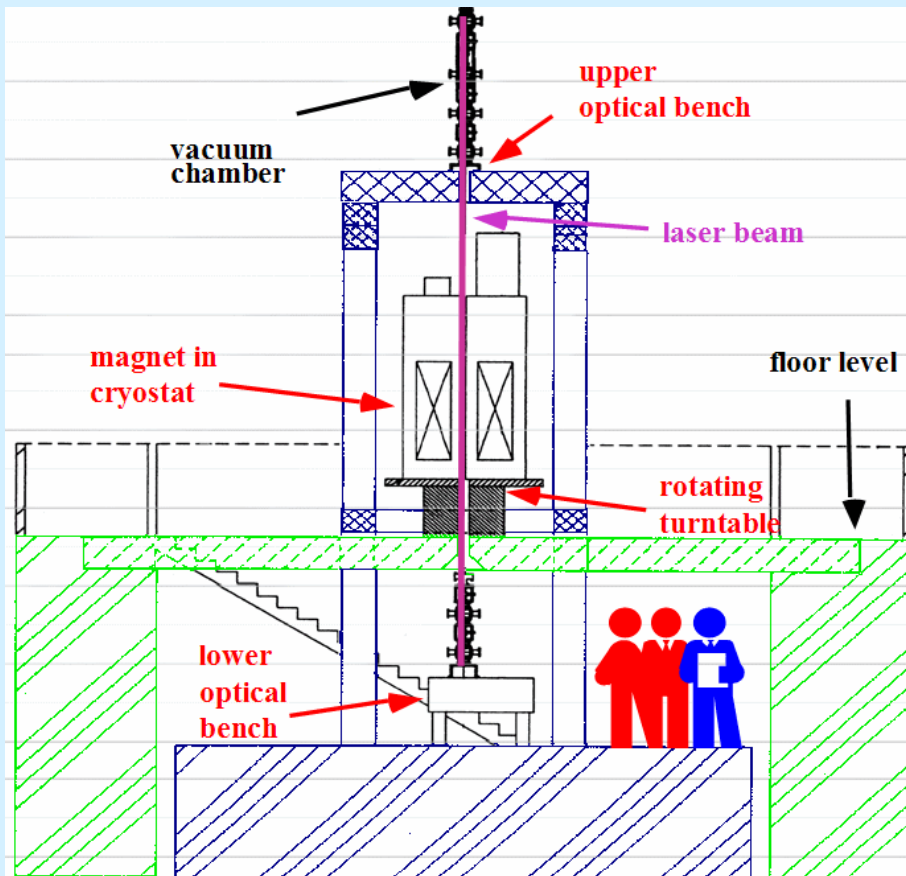 upper
optical bench
vacuum
chamber
laser beam
magnet in
cryostat
floor level
rotating
turntable
lower
optical
bench